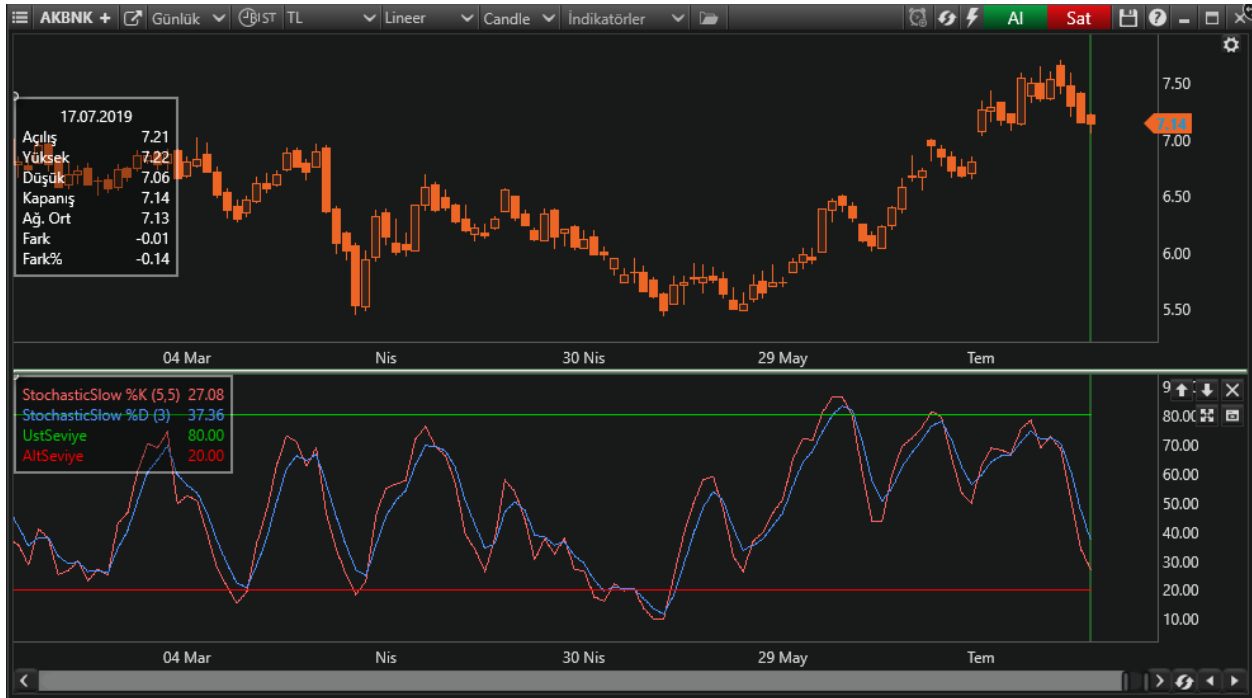 AKBNK + Günlük BIST TL Lineer Candle İndikatörler Al Sat
17.07.2019
Açılış 7.21
Yüksek 7.22
Düşük 7.06
Kapanış 7.14
Ağ. Ort 7.13
Fark -0.01
Fark% -0.14
7.50
7.14
7.00
6.50
6.00
5.50
04 Mar Nis 30 Nis 29 May Tem
StochasticSlow %K (5,5) 27.08
StochasticSlow %D (3) 37.36
UstSeviye 80.00
AltSeviye 20.00
80.00
70.00
60.00
50.00
40.00
30.00
20.00
10.00
04 Mar Nis 30 Nis 29 May Tem